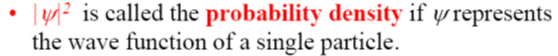 • |ψ|² is called the probability density if ψ represents
the wave function of a single particle.